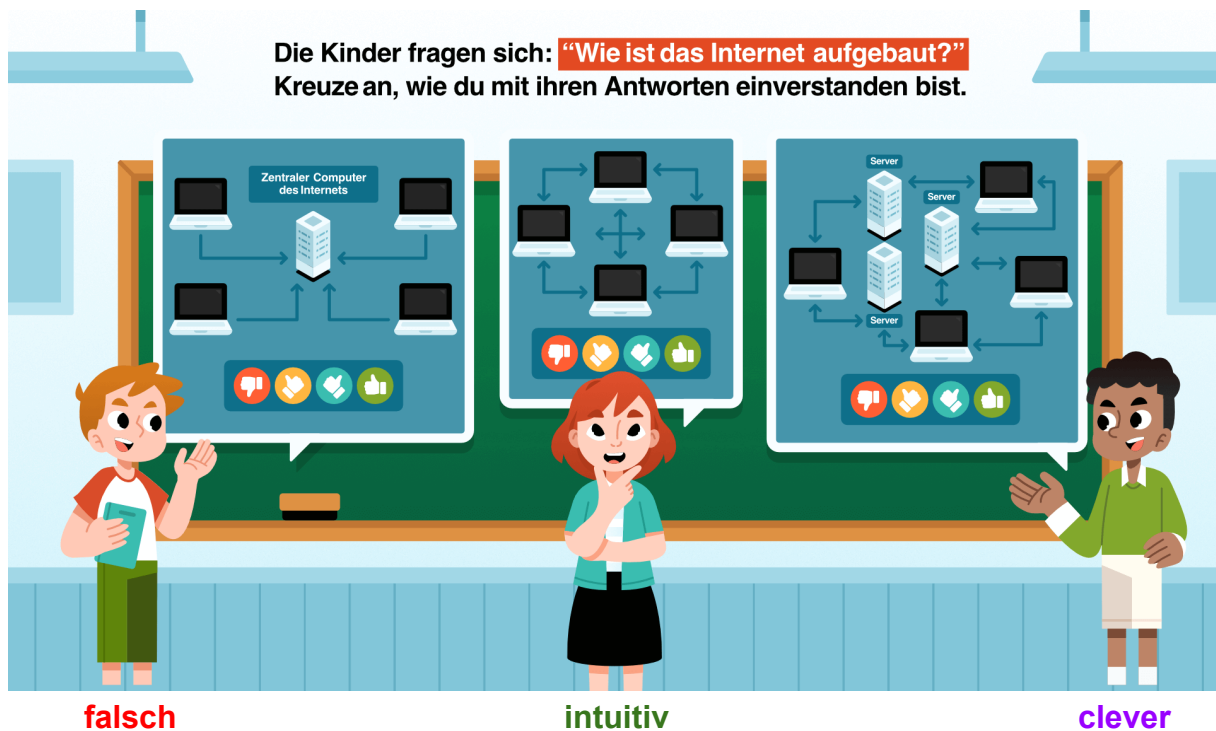 Die Kinder fragen sich: “Wie ist das Internet aufgebaut?”
Kreuze an, wie du mit ihren Antworten einverstanden bist.
Zentraler Computer
des Internets
Server
Server
Server
falsch
intuitiv
clever